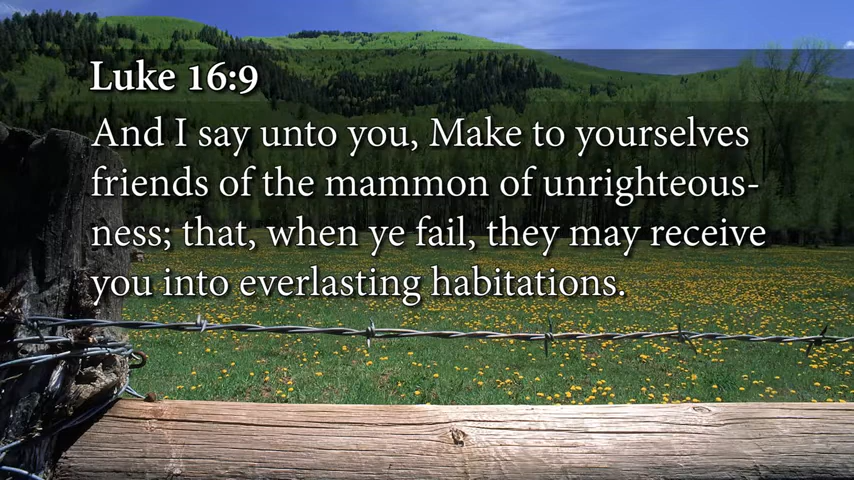 Luke 16:9
And I say unto you, Make to yourselves
friends of the mammon of unrighteous-
ness; that, when ye fail, they may receive
you into everlasting habitations.